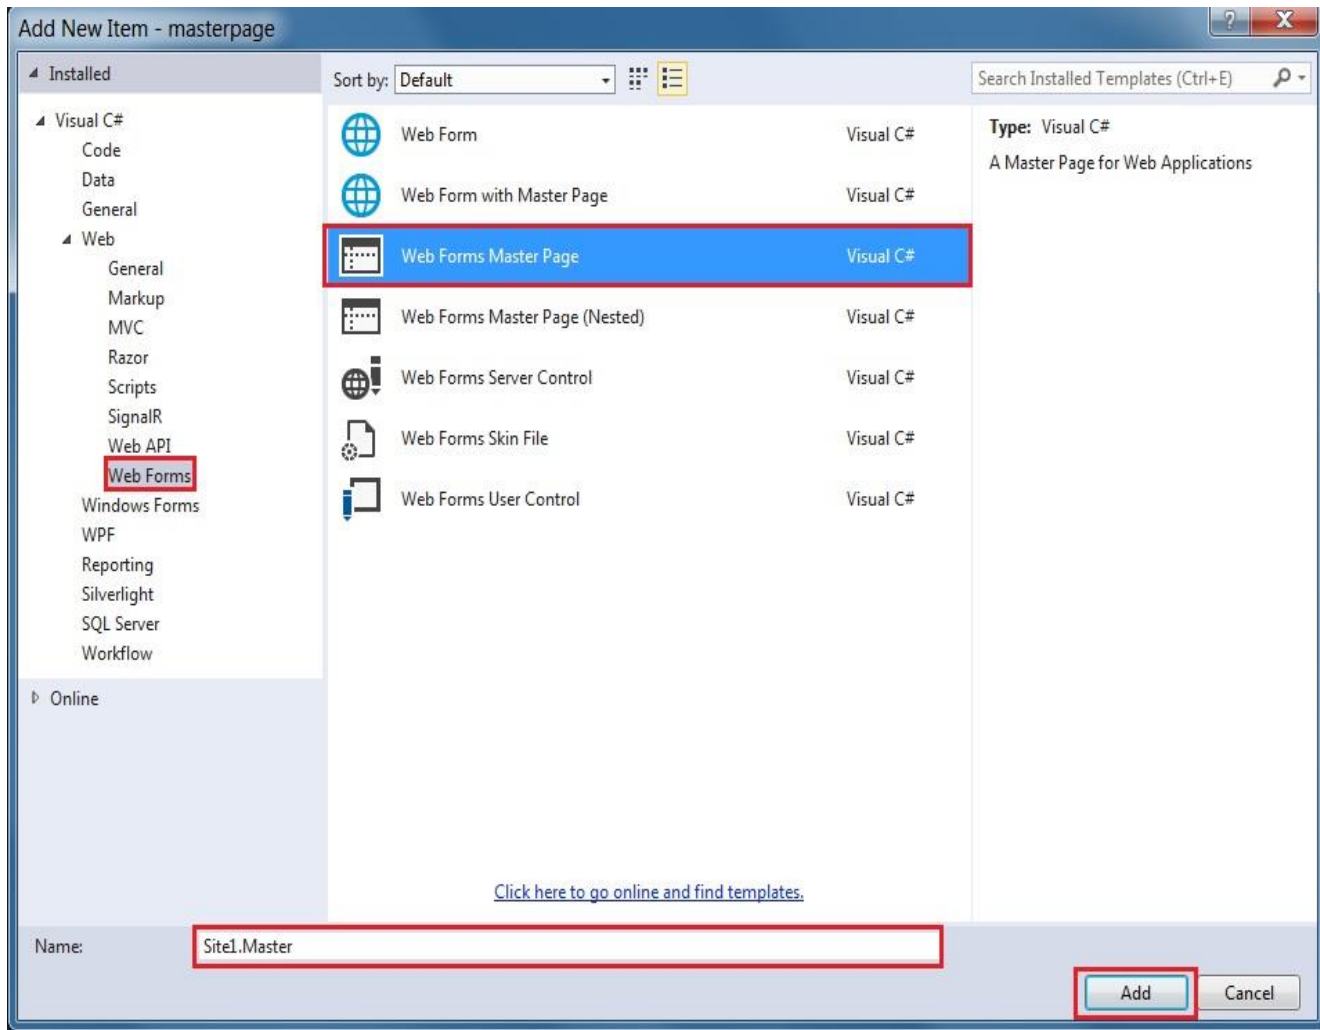 Add New Item - masterpage
? X
Installed
Sort by: Default
Search Installed Templates (Ctrl+E)
Visual C#
Code
Data
General
Web
General
Markup
MVC
Razor
Scripts
SignalR
Web API
Web Forms
Windows Forms
WPF
Reporting
Silverlight
SQL Server
Workflow
Online
Web Form Visual C#
Web Form with Master Page Visual C#
Web Forms Master Page Visual C#
Web Forms Master Page (Nested) Visual C#
Web Forms Server Control Visual C#
Web Forms Skin File Visual C#
Web Forms User Control Visual C#
Click here to go online and find templates.
Type: Visual C#
A Master Page for Web Applications
Name: Site1.Master
Add Cancel